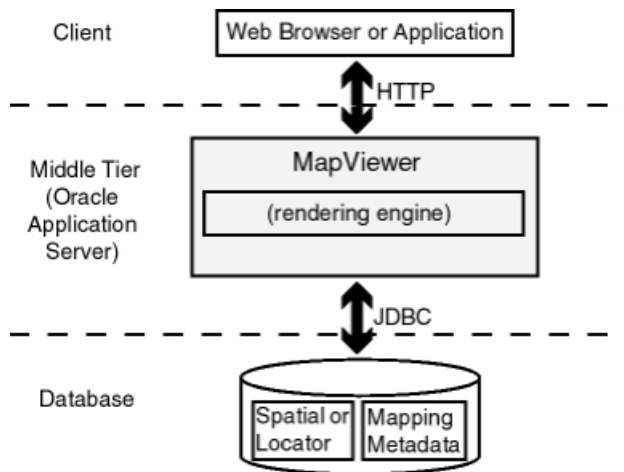 Client
Web Browser or Application
HTTP
Middle Tier
(Oracle
Application
Server)
MapViewer
(rendering engine)
JDBC
Database
Spatial or
Locator
Mapping
Metadata